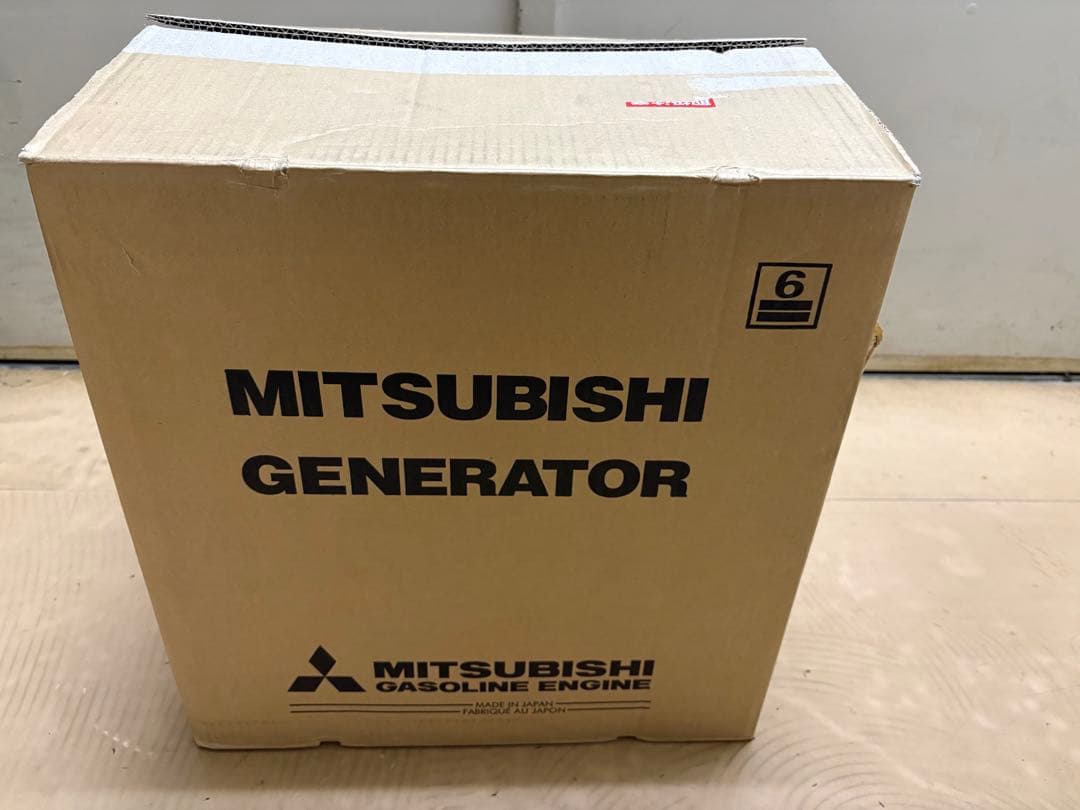 6
MITSUBISHI
GENERATOR
MITSUBISHI
GASOLINE ENGINE
MADE IN JAPAN
FABRIQUÉ AU JAPON